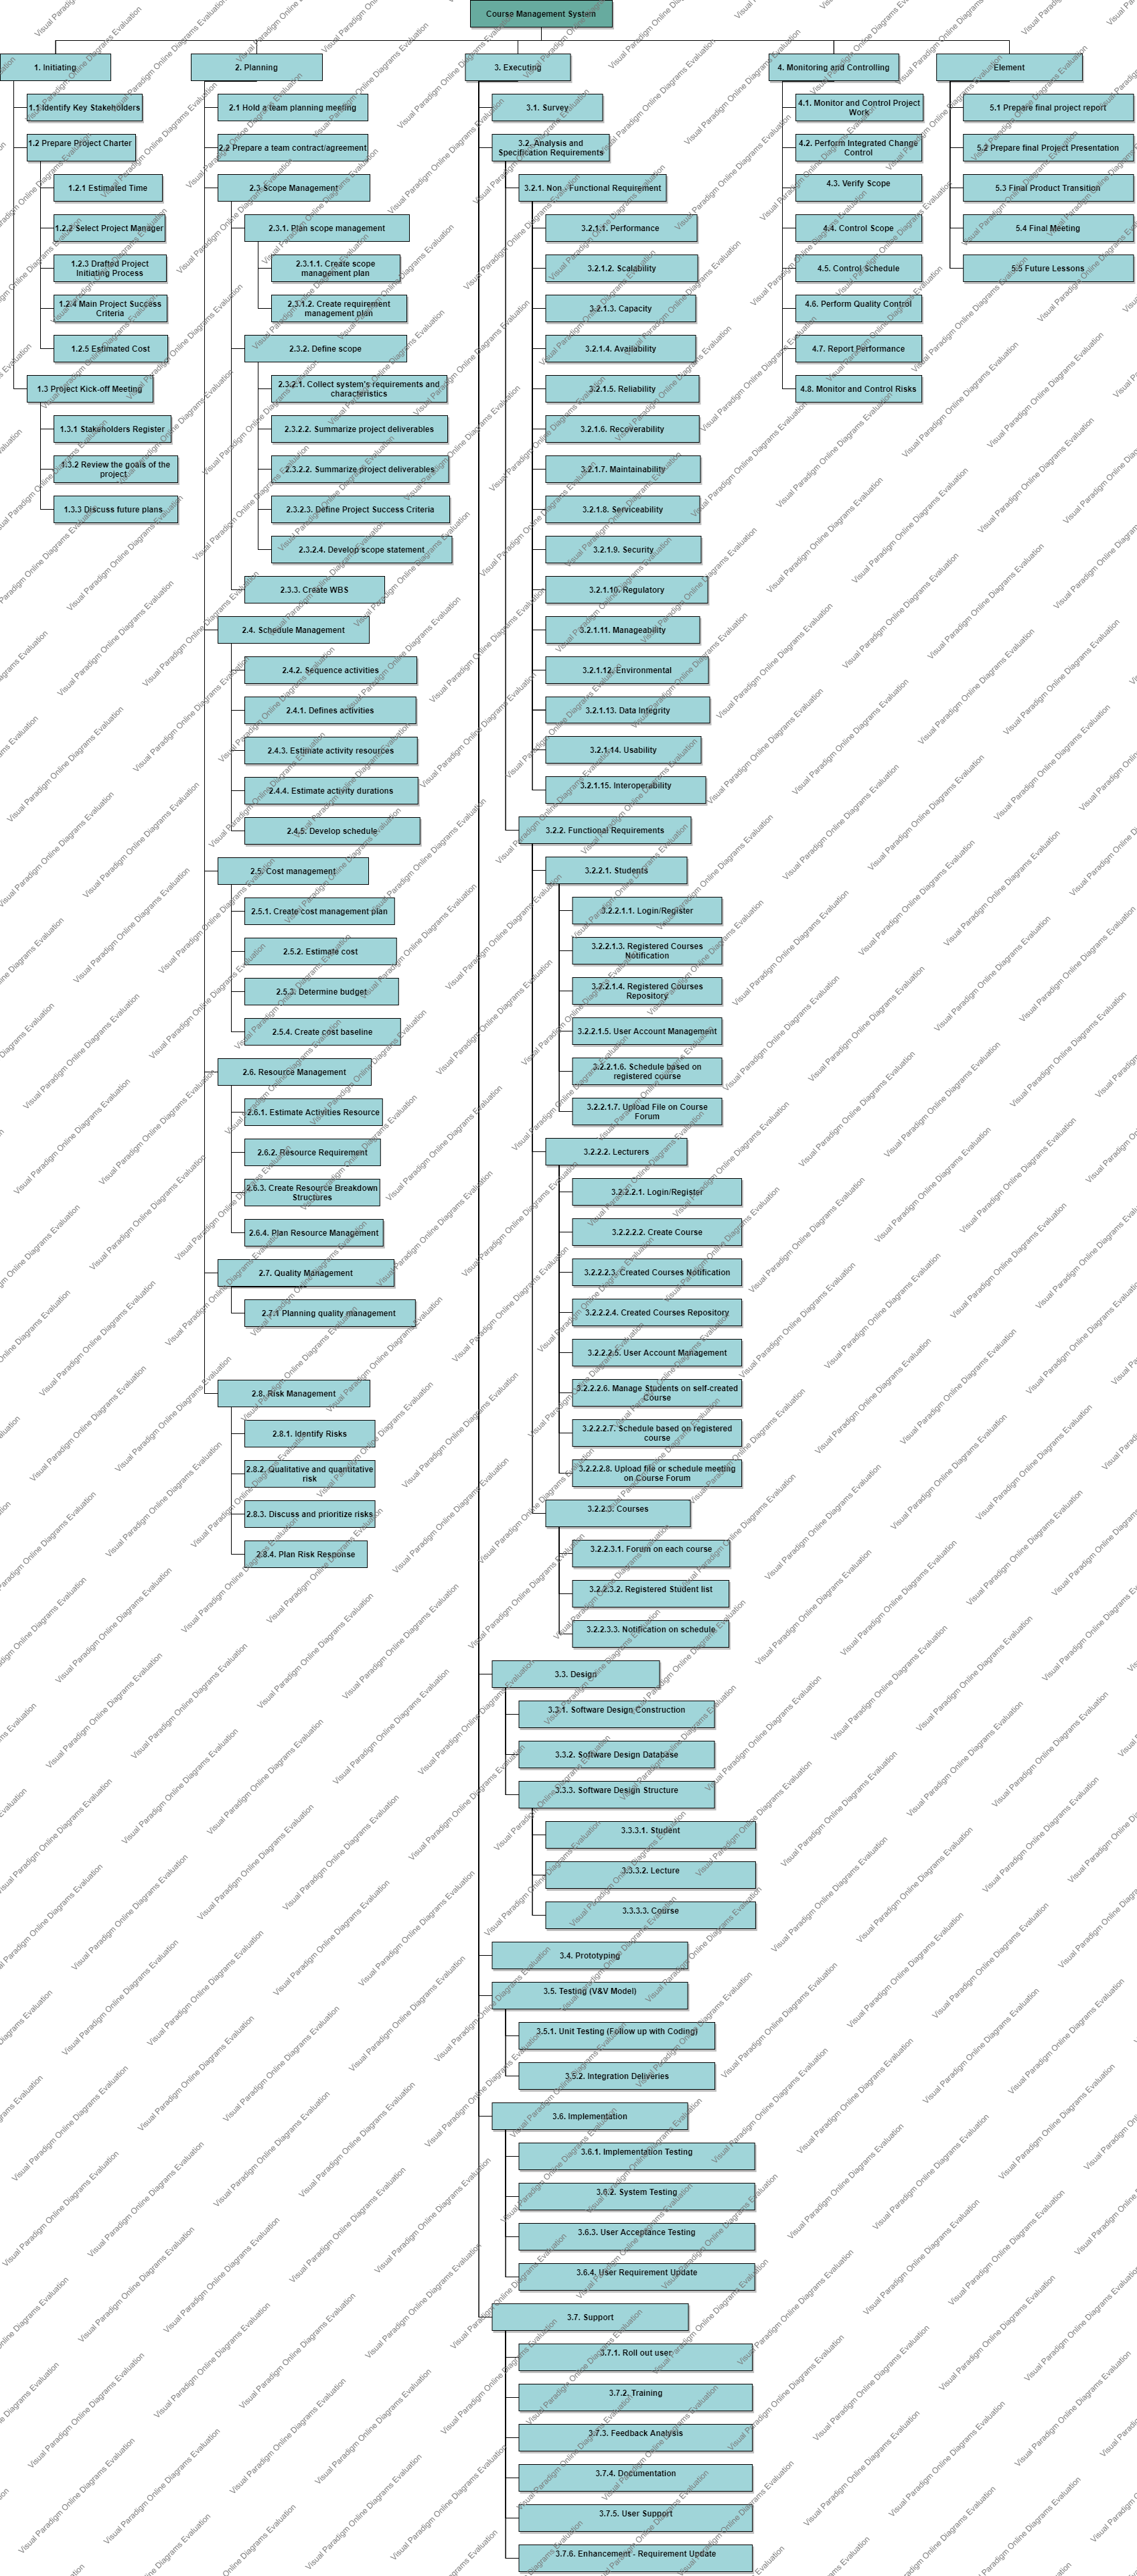 Course Management System
1. Initiating
1.1 Identify Key Stakeholders
1.2 Prepare Project Charter
1.2.1 Estimated Time
1.2.2 Select Project Manager
1.2.3 Drafted Project
Initiating Process
1.2.4 Main Project Success
Criteria
1.2.5 Estimated Cost
1.3 Project Kick-off Meeting
1.3.1 Stakeholders Register
1.3.2 Review the goals of the
project
1.3.3 Discuss future plans
2. Planning
2.1 Hold a team planning meeting
2.2 Prepare a team contract/agreement
2.3 Scope Management
2.3.1. Plan scope management
2.3.1.1. Create scope
management plan
2.3.1.2. Create requirement
management plan
2.3.2. Define scope
2.3.2.1. Collect system's requirements and
characteristics
2.3.2.2. Summarize project deliverables
2.3.2.2. Summarize project deliverables
2.3.2.3. Define Project Success Criteria
2.3.2.4. Develop scope statement
2.3.3. Create WBS
2.4. Schedule Management
2.4.2. Sequence activities
2.4.1. Defines activities
2.4.3. Estimate activity resources
2.4.4. Estimate activity durations
2.4.5. Develop schedule
2.5. Cost management
2.5.1. Create cost management plan
2.5.2. Estimate cost
2.5.3. Determine budget
2.5.4. Create cost baseline
2.6. Resource Management
2.6.1. Estimate Activities Resource
2.6.2. Resource Requirement
2.6.3. Create Resource Breakdown
Structures
2.6.4. Plan Resource Management
2.7. Quality Management
2.7.1 Planning quality management
2.8. Risk Management
2.8.1. Identify Risks
2.8.2. Qualitative and quantitative
risk
2.8.3. Discuss and prioritize risks
2.8.4. Plan Risk Response
3. Executing
3.1. Survey
3.2. Analysis and
Specification Requirements
3.2.1. Non - Functional Requirement
3.2.1.1. Performance
3.2.1.2. Scalability
3.2.1.3. Capacity
3.2.1.4. Availability
3.2.1.5. Reliability
3.2.1.6. Recoverability
3.2.1.7. Maintainability
3.2.1.8. Serviceability
3.2.1.9. Security
3.2.1.10. Regulatory
3.2.1.11. Manageability
3.2.1.12. Environmental
3.2.1.13. Data Integrity
3.2.1.14. Usability
3.2.1.15. Interoperability
3.2.2. Functional Requirements
3.2.2.1. Students
3.2.2.1.1. Login/Register
3.2.2.1.3. Registered Courses
Notification
3.2.2.1.4. Registered Courses
Repository
3.2.2.1.5. User Account Management
3.2.2.1.6. Schedule based on
registered course
3.2.2.1.7. Upload File on Course
Forum
3.2.2.2. Lecturers
3.2.2.2.1. Login/Register
3.2.2.2.2. Create Course
3.2.2.2.3. Created Courses Notification
3.2.2.2.4. Created Courses Repository
3.2.2.2.5. User Account Management
3.2.2.2.6. Manage Students on self-created
Course
3.2.2.2.7. Schedule based on registered
course
3.2.2.2.8. Upload file or schedule meeting
on Course Forum
3.2.2.3. Courses
3.2.2.3.1. Forum on each course
3.2.2.3.2. Registered Student list
3.2.2.3.3. Notification on schedule
3.3. Design
3.3.1. Software Design Construction
3.3.2. Software Design Database
3.3.3. Software Design Structure
3.3.3.1. Student
3.3.3.2. Lecture
3.3.3.3. Course
3.4. Prototyping
3.5. Testing (V&V Model)
3.5.1. Unit Testing (Follow up with Coding)
3.5.2. Integration Deliveries
3.6. Implementation
3.6.1. Implementation Testing
3.6.2. System Testing
3.6.3. User Acceptance Testing
3.6.4. User Requirement Update
3.7. Support
3.7.1. Roll out user
3.7.2. Training
3.7.3. Feedback Analysis
3.7.4. Documentation
3.7.5. User Support
3.7.6. Enhancement - Requirement Update
4. Monitoring and Controlling
4.1. Monitor and Control Project
Work
4.2. Perform Integrated Change
Control
4.3. Verify Scope
4.4. Control Scope
4.5. Control Schedule
4.6. Perform Quality Control
4.7. Report Performance
4.8. Monitor and Control Risks
Element
5.1 Prepare final project report
5.2 Prepare final Project Presentation
5.3 Final Product Transition
5.4 Final Meeting
5.5 Future Lessons
Visual Paradigm Online Diagrams Evaluation